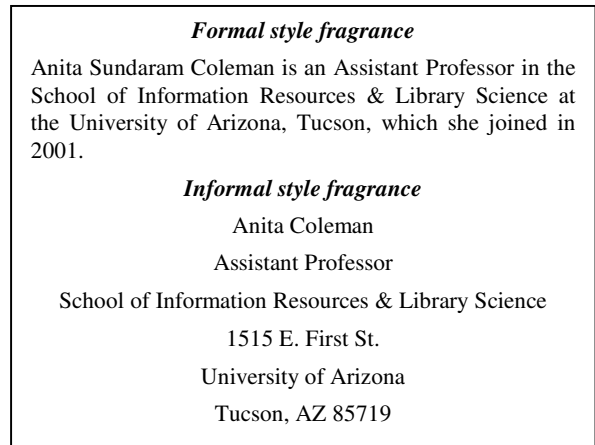 Formal style fragrance
Anita Sundaram Coleman is an Assistant Professor in the
School of Information Resources & Library Science at
the University of Arizona, Tucson, which she joined in
2001.
Informal style fragrance
Anita Coleman
Assistant Professor
School of Information Resources & Library Science
1515 E. First St.
University of Arizona
Tucson, AZ 85719